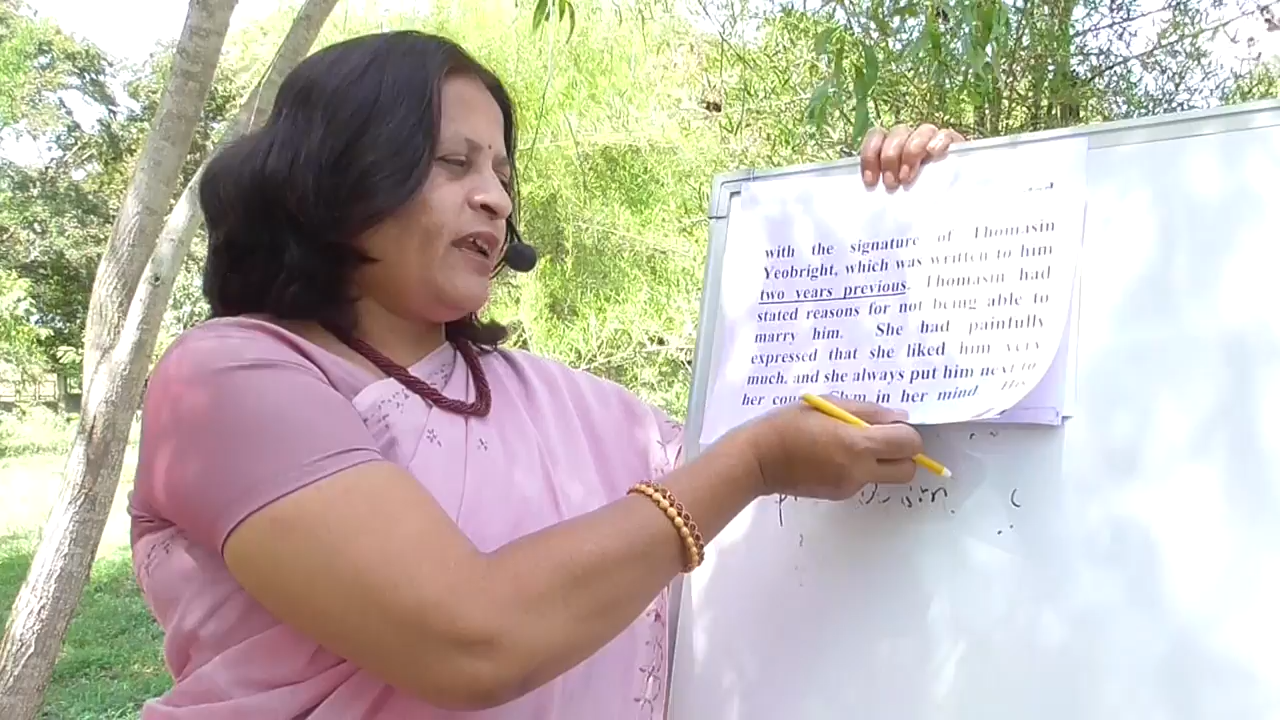 with the signature of Thomasin
Yeobright, which was written to him
two years previous. Thomasin had
stated reasons for not being able to
marry him. She had painfully
expressed that she liked him very
much, and she always put him next to
her Clym in her mind His